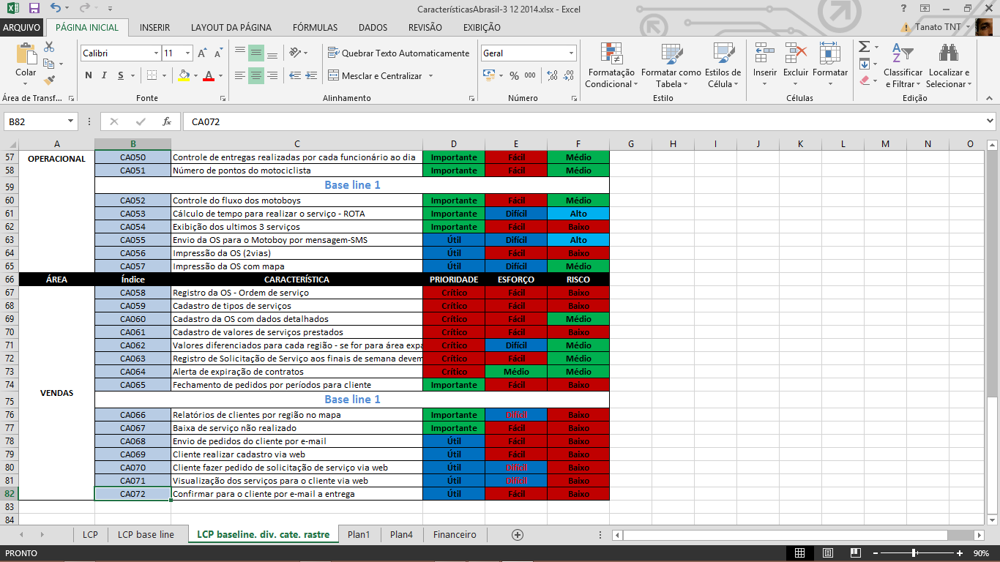 CaracterísticasAbrasil-3 12 2014.xlsx - Excel
ARQUIVO PÁGINA INICIAL INSERIR LAYOUT DA PÁGINA FÓRMULAS DADOS REVISÃO EXIBIÇÃO Tanato TNT
Colar
Calibri 11
N I S
Quebrar Texto Automaticamente
Mesclar e Centralizar
Geral
% 000
Formatação Condicional
Formatar como Tabela
Estilos de Célula
Inserir Excluir Formatar
Classificar e Filtrar
Localizar e Selecionar
Área de Transf... Fonte Alinhamento Número Estilo Células Edição
B82 fx CA072
A B C D E F G H I J K L M N O
57 OPERACIONAL CA050 Controle de entregas realizadas por cada funcionário ao dia Importante Fácil Médio
58 CA051 Número de pontos do motociclista Importante Fácil Médio
59 Base line 1
60 CA052 Controle do fluxo dos motoboys Importante Fácil Médio
61 CA053 Cálculo de tempo para realizar o serviço - ROTA Importante Difícil Alto
62 CA054 Exibição dos ultimos 3 serviços Importante Fácil Baixo
63 CA055 Envio da OS para o Motoboy por mensagem-SMS Útil Difícil Alto
64 CA056 Impressão da OS (2vias) Útil Fácil Baixo
65 CA057 Impressão da OS com mapa Útil Difícil Médio
66 ÁREA Índice CARACTERÍSTICA PRIORIDADE ESFORÇO RISCO
67 CA058 Registro da OS - Ordem de serviço Crítico Fácil Baixo
68 CA059 Cadastro de tipos de serviços Crítico Fácil Baixo
69 CA060 Cadastro da OS com dados detalhados Crítico Fácil Médio
70 CA061 Cadastro de valores de serviços prestados Crítico Fácil Baixo
71 CA062 Valores diferenciados para cada região - se for para área expa Crítico Difícil Médio
72 CA063 Registro de Solicitação de Serviço aos finais de semana devem Crítico Fácil Médio
73 CA064 Alerta de expiração de contratos Crítico Médio Médio
74 CA065 Fechamento de pedidos por períodos para cliente Importante Fácil Baixo
75 VENDAS Base line 1
76 CA066 Relatórios de clientes por região no mapa Importante Difícil Baixo
77 CA067 Baixa de serviço não realizado Importante Fácil Baixo
78 CA068 Envio de pedidos do cliente por e-mail Útil Fácil Baixo
79 CA069 Cliente realizar cadastro via web Útil Fácil Baixo
80 CA070 Cliente fazer pedido de solicitação de serviço via web Útil Difícil Baixo
81 CA071 Visualização dos serviços para o cliente via web Útil Difícil Baixo
82 CA072 Confirmar para o cliente por e-mail a entrega Útil Fácil Baixo
83
84
LCP LCP base line LCP baseline. div. cate. rastre Plan1 Plan4 Financeiro
PRONTO 90%